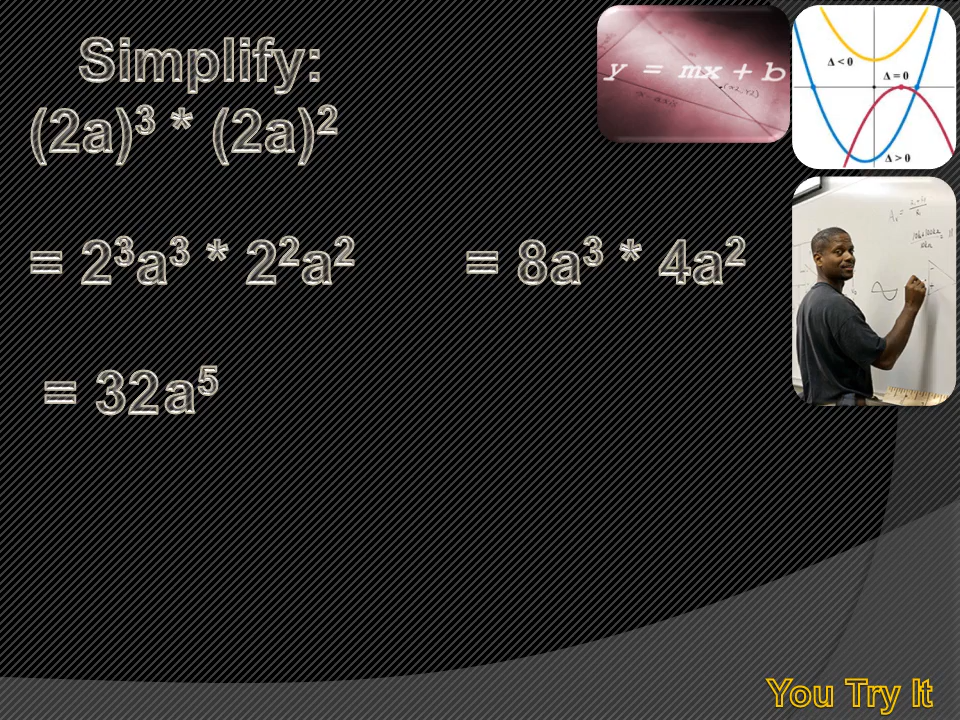 Simplify:
(2a)³ * (2a)²
= 2³a³ * 2²a² = 8a³ * 4a²
= 32a⁵
y = mx + b
Δ < 0
Δ = 0
Δ > 0
You Try It